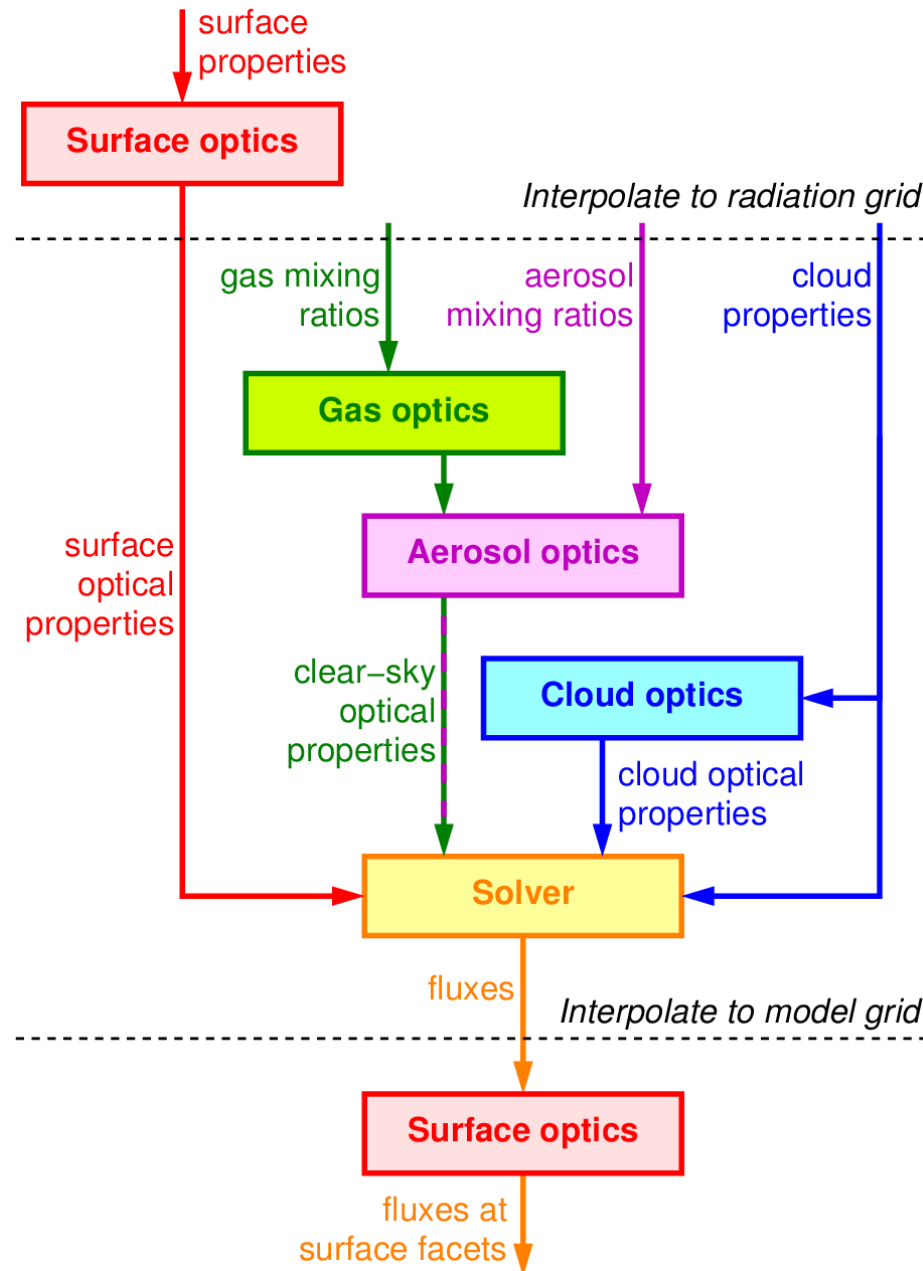 surface
properties
Surface optics
Interpolate to radiation grid
gas mixing
ratios
aerosol
mixing ratios
cloud
properties
Gas optics
Aerosol optics
surface
optical
properties
clear−sky
optical
properties
Cloud optics
cloud optical
properties
Solver
fluxes
Interpolate to model grid
Surface optics
fluxes at
surface facets